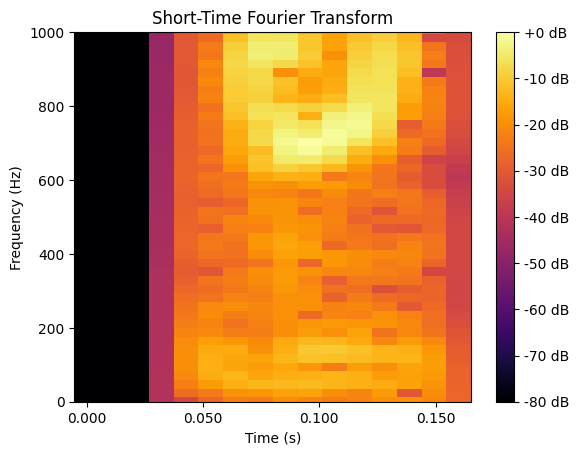 Short-Time Fourier Transform
1000
800
600
400
200
0
Frequency (Hz)
0.000
0.050
0.100
0.150
Time (s)
+0 dB
-10 dB
-20 dB
-30 dB
-40 dB
-50 dB
-60 dB
-70 dB
-80 dB